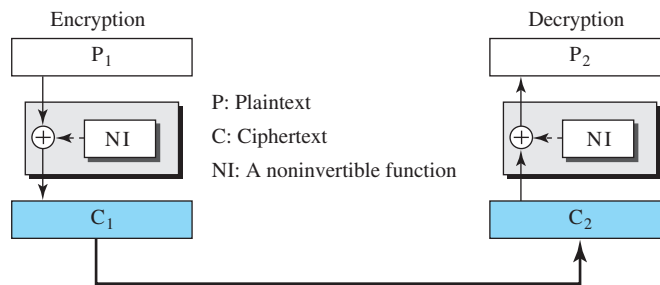 Encryption
P1
NI
C1
P: Plaintext
C: Ciphertext
NI: A noninvertible function
Decryption
P2
NI
C2